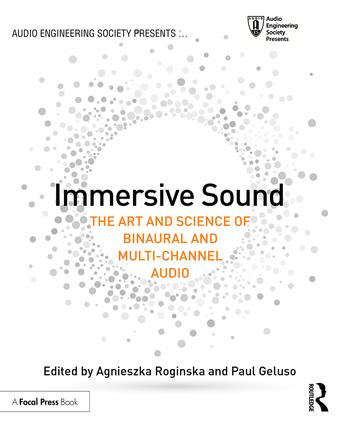 AUDIO ENGINEERING SOCIETY PRESENTS ...
AES
Audio
Engineering
Society
Presents
Immersive Sound
THE ART AND SCIENCE OF
BINAURAL AND
MULTI-CHANNEL
AUDIO
Edited by Agnieszka Roginska and Paul Geluso
A Focal Press Book
ROUTLEDGE